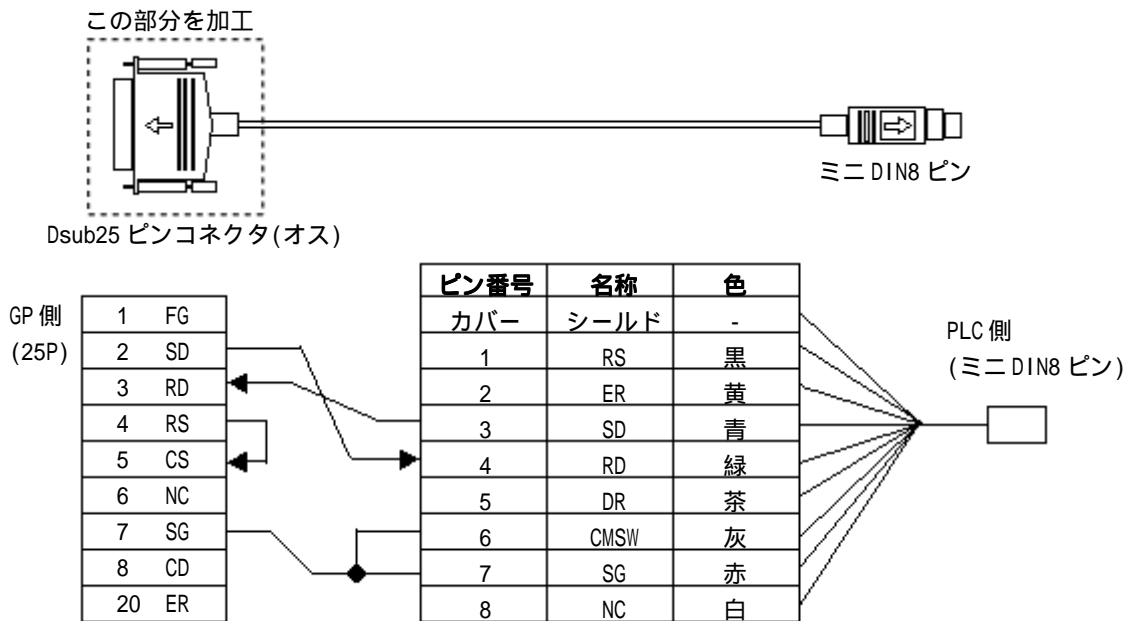 この部分を加工
ミニ DIN8 ピン
Dsub25 ピンコネクタ(オス)
GP 側
(25P)
1 FG
2 SD
3 RD
4 RS
5 CS
6 NC
7 SG
8 CD
20 ER
ピン番号 名称 色
カバー シールド -
1 RS 黒
2 ER 黄
3 SD 青
4 RD 緑
5 DR 茶
6 CMSW 灰
7 SG 赤
8 NC 白
PLC 側
(ミニ DIN8 ピン)